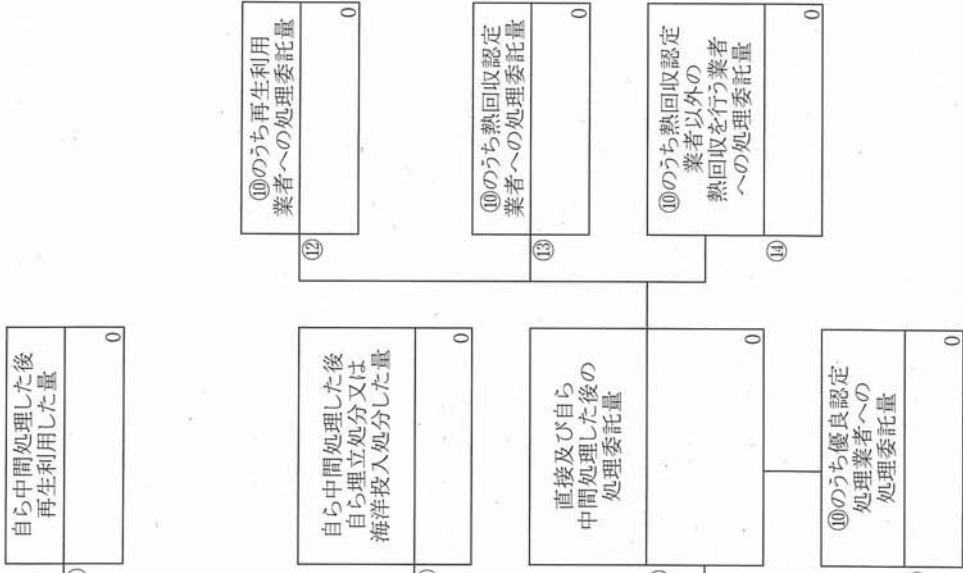 自ら中間処理した後
再生利用した量
0
自ら中間処理した後
自ら埋立処分又は
海洋投入処分した量
0
直接及び自ら
中間処理した後の
処理委託量
0
⑩のうち優良認定
処理業者への
処理委託量
0
⑫
⑩のうち再生利用
業者への処理委託量
0
⑬
⑩のうち熱回収認定
業者への処理委託量
0
⑭
⑩のうち熱回収認定
業者以外の
熱回収を行う業者
への処理委託量
0